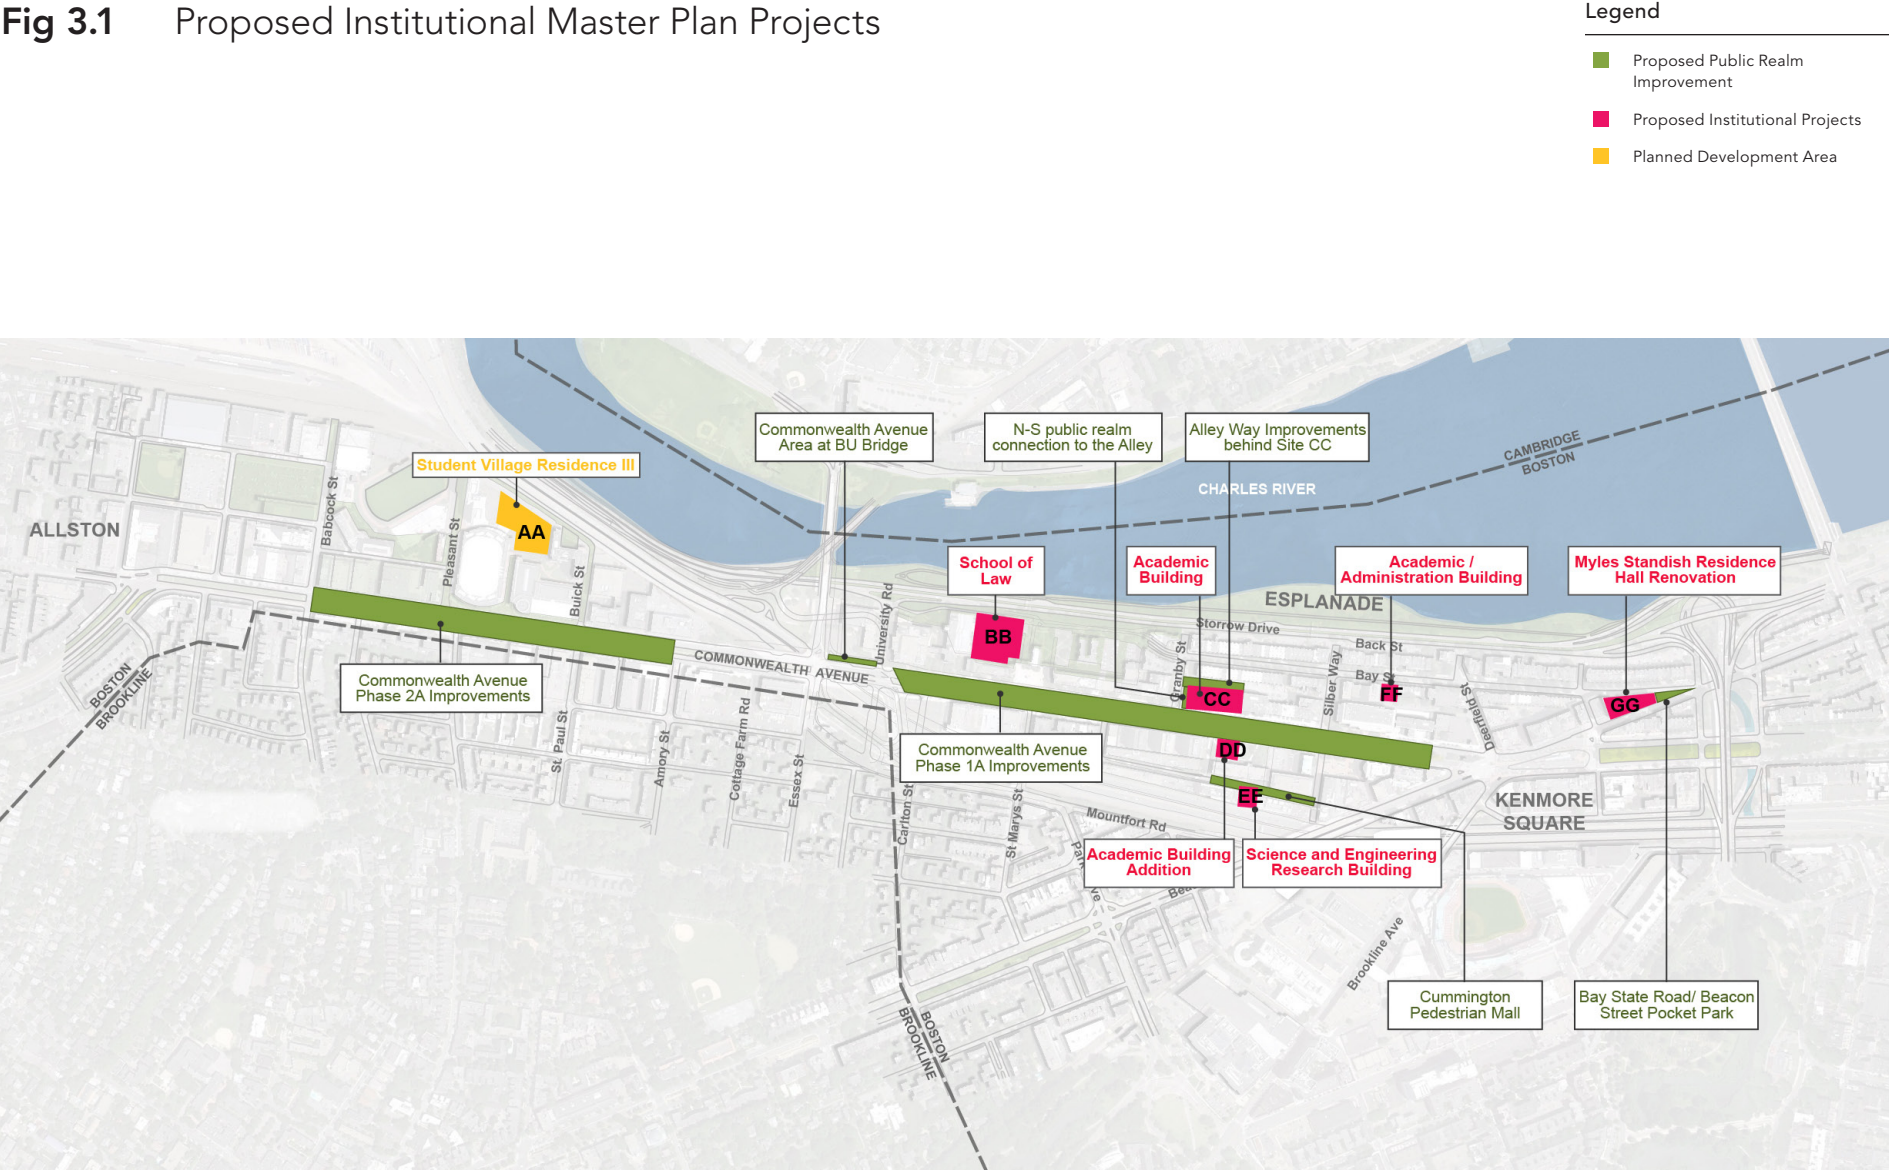 Fig 3.1 Proposed Institutional Master Plan Projects
Legend
Proposed Public Realm
Improvement
Proposed Institutional Projects
Planned Development Area
Commonwealth Avenue
Area at BU Bridge
N-S public realm
connection to the Alley
Alley Way Improvements
behind Site CC
CAMBRIDGE
BOSTON
Student Village Residence III
CHARLES RIVER
ALLSTON
Babcock St
Pleasant St
AA
Buick St
University Rd
School of
Law
Academic
Building
Academic /
Administration Building
Myles Standish Residence
Hall Renovation
ESPLANADE
Storrow Drive
BB
Back St
Granby St
Silber Way
Bay S
COMMONWEALTH AVENUE
BOSTON
BROOKLINE
Commonwealth Avenue
Phase 2A Improvements
CC
FF
GG
Deerfield St
St. Paul St
Amory St
Cottage Farm Rd
Essex St
Commonwealth Avenue
Phase 1A Improvements
DD
EE
Carlton St
St Marys St
Mountfort Rd
KENMORE
SQUARE
Academic Building
Addition
Science and Engineering
Research Building
Brookline Ave
Cummington
Pedestrian Mall
Bay State Road/ Beacon
Street Pocket Park
BOSTON
BROOKLINE